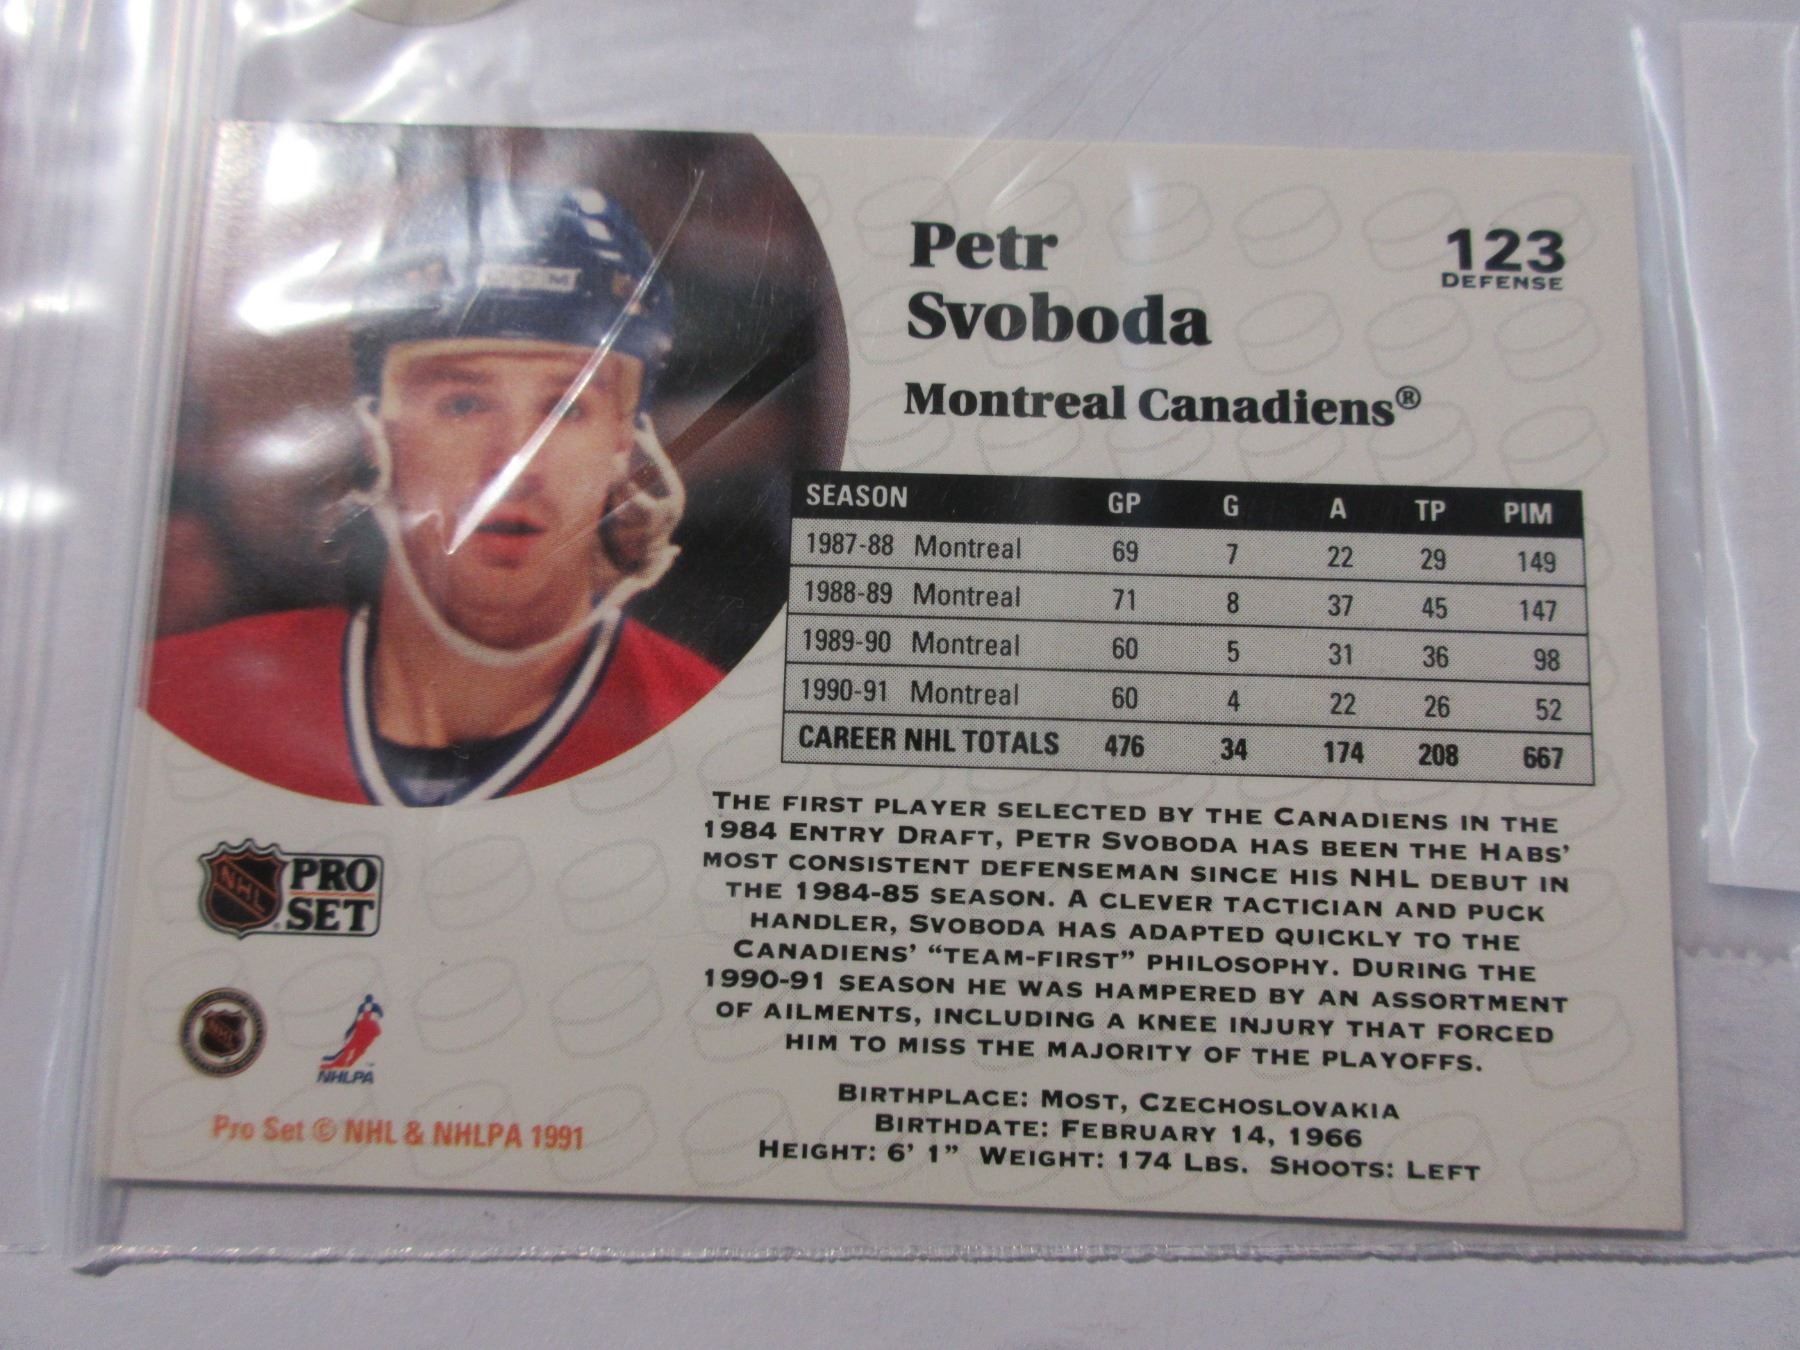 Petr
Svoboda
123
DEFENSE
Montreal Canadiens®
SEASON GP G A TP PIM
1987-88 Montreal 69 7 22 29 149
1988-89 Montreal 71 8 37 45 147
1989-90 Montreal 60 5 31 36 98
1990-91 Montreal 60 4 22 26 52
CAREER NHL TOTALS 476 34 174 208 667
THE FIRST PLAYER SELECTED BY THE CANADIENS IN THE
1984 ENTRY DRAFT, PETR SVOBODA HAS BEEN THE HABS'
MOST CONSISTENT DEFENSEMAN SINCE HIS NHL DEBUT IN
THE 1984-85 SEASON. A CLEVER TACTICIAN AND PUCK
HANDLER, SVOBODA HAS ADAPTED QUICKLY TO THE
CANADIENS' “TEAM-FIRST” PHILOSOPHY. DURING THE
1990-91 SEASON HE WAS HAMPERED BY AN ASSORTMENT
OF AILMENTS, INCLUDING A KNEE INJURY THAT FORCED
HIM TO MISS THE MAJORITY OF THE PLAYOFFS.
BIRTHPLACE: MOST, CZECHOSLOVAKIA
BIRTHDATE: FEBRUARY 14, 1966
HEIGHT: 6' 1” WEIGHT: 174 LBS. SHOOTS: LEFT
NHL
PRO
SET
NHL
NHLPA
Pro Set © NHL & NHLPA 1991